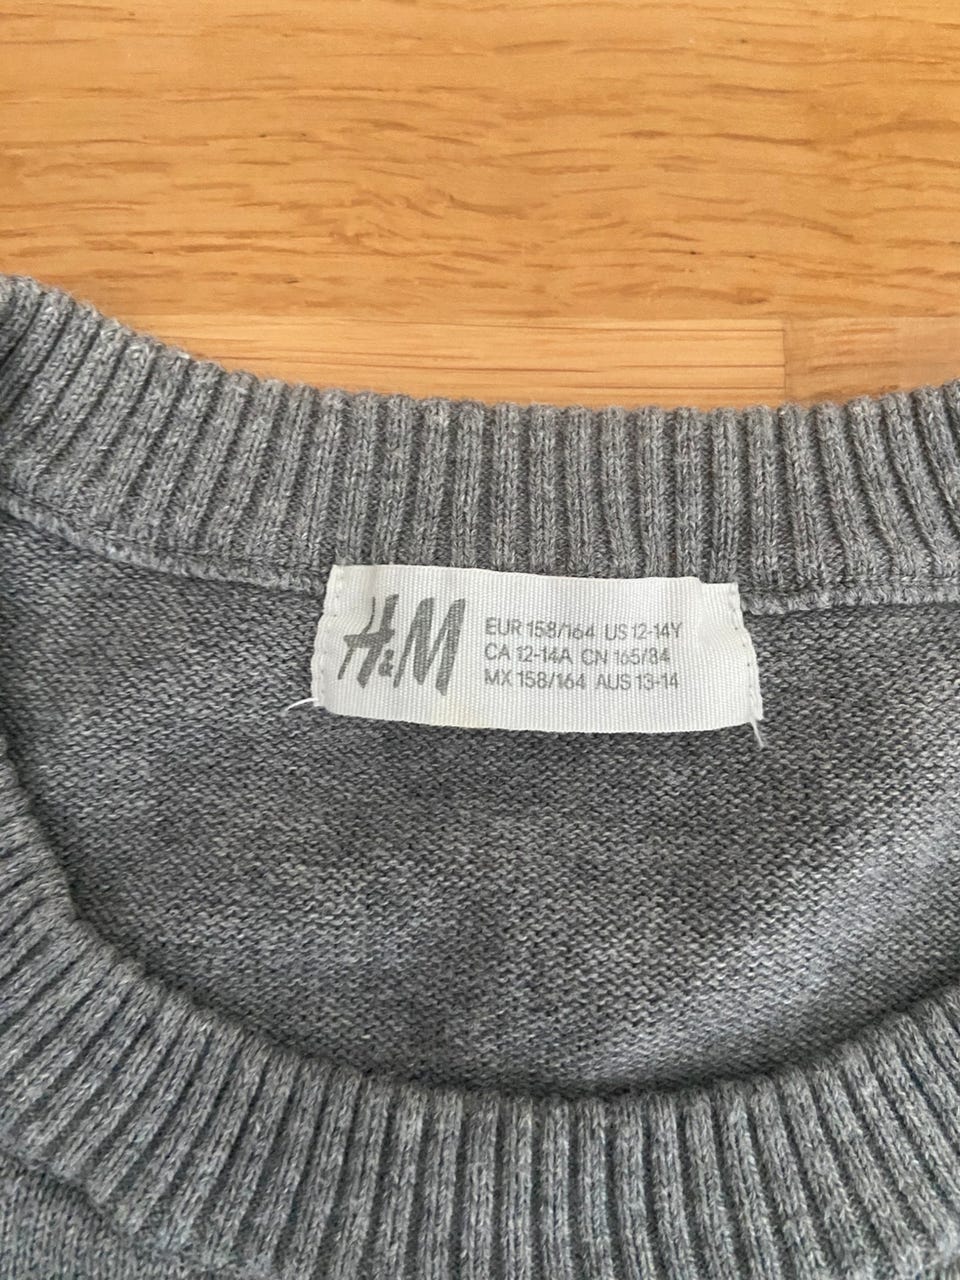 H&M
EUR 158/164 US 12-14Y
CA 12-14A CN 165/84
MX 158/164 AUS 13-14